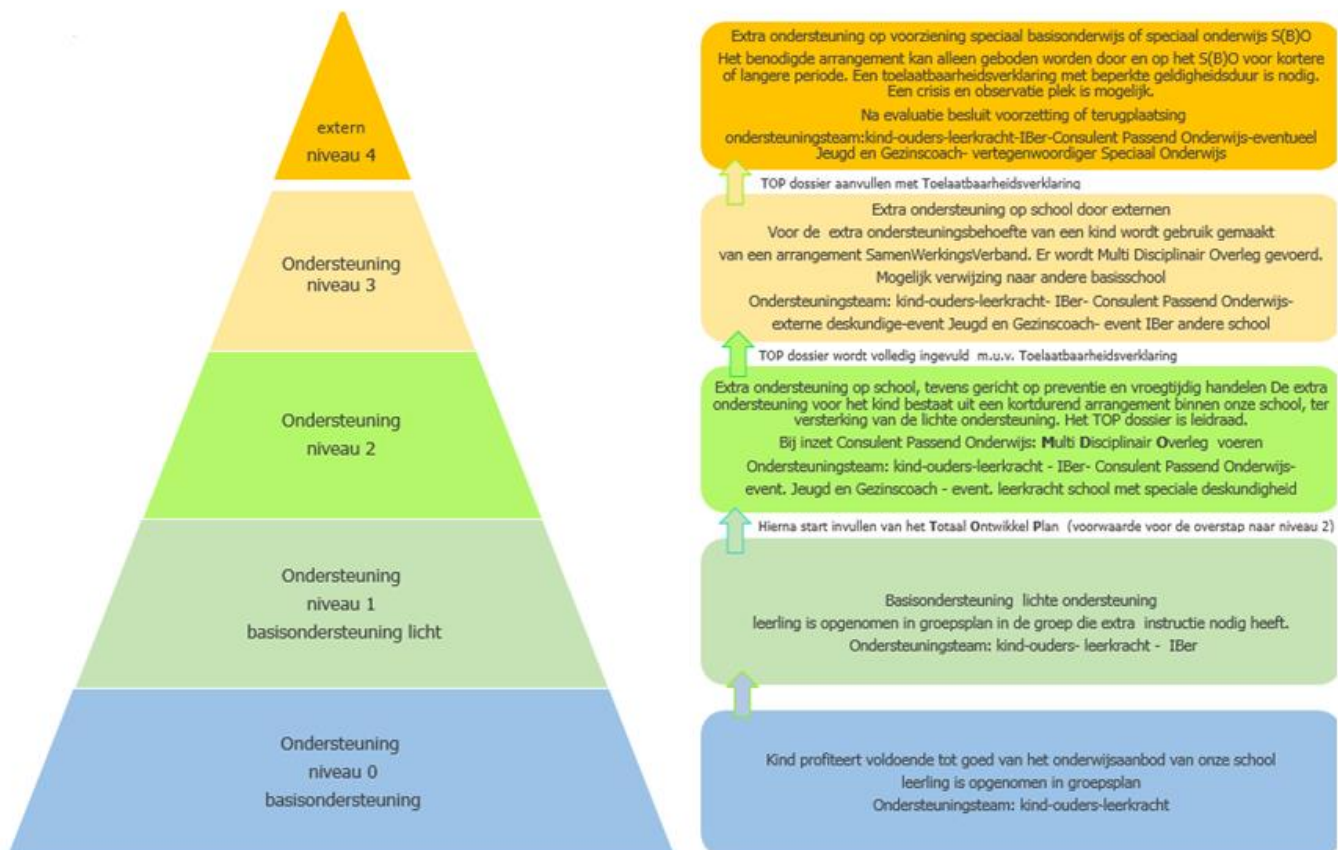 extern
niveau 4
Ondersteuning
niveau 3
Ondersteuning
niveau 2
Ondersteuning
niveau 1
basisondersteuning licht
Ondersteuning
niveau 0
basisondersteuning
Extra ondersteuning op voorziening speciaal basisonderwijs of speciaal onderwijs S(B)O
Het benodigde arrangement kan alleen geboden worden door en op het S(B)O voor kortere
of langere periode. Een toelaatbaarheidsverklaring met beperkte geldigheidsduur is nodig.
Een crisis en observatie plek is mogelijk.
Na evaluatie besluit voorzetting of terugplaatsing
ondersteuningsteam:kind-ouders-leerkracht-IBer-Consulent Passend Onderwijs-eventueel
Jeugd en Gezinscoach- vertegenwoordiger Speciaal Onderwijs
TOP dossier aanvullen met Toelaatbaarheidsverklaring
Extra ondersteuning op school door externen
Voor de extra ondersteuningsbehoefte van een kind wordt gebruik gemaakt
van een arrangement SamenWerkingsVerband. Er wordt Multi Disciplinair Overleg gevoerd.
Mogelijk verwijzing naar andere basisschool
Ondersteuningsteam: kind-ouders-leerkracht- IBer- Consulent Passend Onderwijs-
externe deskundige-event Jeugd en Gezinscoach- event IBer andere school
TOP dossier wordt volledig ingevuld m.u.v. Toelaatbaarheidsverklaring
Extra ondersteuning op school, tevens gericht op preventie en vroegtijdig handelen De extra
ondersteuning voor het kind bestaat uit een kortdurend arrangement binnen onze school, ter
versterking van de lichte ondersteuning. Het TOP dossier is leidraad.
Bij inzet Consulent Passend Onderwijs: Multi Disciplinair Overleg voeren
Ondersteuningsteam: kind-ouders-leerkracht - IBer- Consulent Passend Onderwijs-
event. Jeugd en Gezinscoach - event. leerkracht school met speciale deskundigheid
Hierna start invullen van het Totaal Ontwikkel Plan (voorwaarde voor de overstap naar niveau 2)
Basisondersteuning lichte ondersteuning
leerling is opgenomen in groepsplan in de groep die extra instructie nodig heeft.
Ondersteuningsteam: kind-ouders- leerkracht - IBer
Kind profiteert voldoende tot goed van het onderwijsaanbod van onze school
leerling is opgenomen in groepsplan
Ondersteuningsteam: kind-ouders-leerkracht